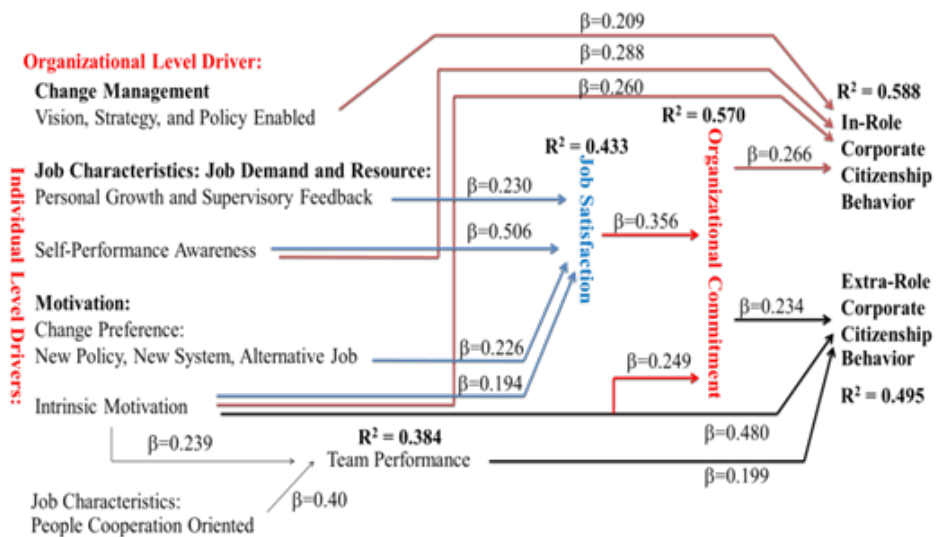 β=0.209
Organizational Level Driver:
β=0.288
Change Management
β=0.260
R² = 0.588
Vision, Strategy, and Policy Enabled
R² = 0.570
In-Role
Corporate
Citizenship
Behavior
R² = 0.433
β=0.266
Individual Level Drivers:
Job Characteristics: Job Demand and Resource:
Personal Growth and Supervisory Feedback
β=0.230
Job Satisfaction
Organizational Commitment
β=0.356
Self-Performance Awareness
β=0.506
Extra-Role
Corporate
Citizenship
Behavior
β=0.234
Motivation:
Change Preference:
New Policy, New System, Alternative Job
β=0.226
β=0.249
β=0.194
R² = 0.495
Intrinsic Motivation
β=0.480
β=0.239
R² = 0.384
Team Performance
β=0.199
Job Characteristics:
People Cooperation Oriented
β=0.40